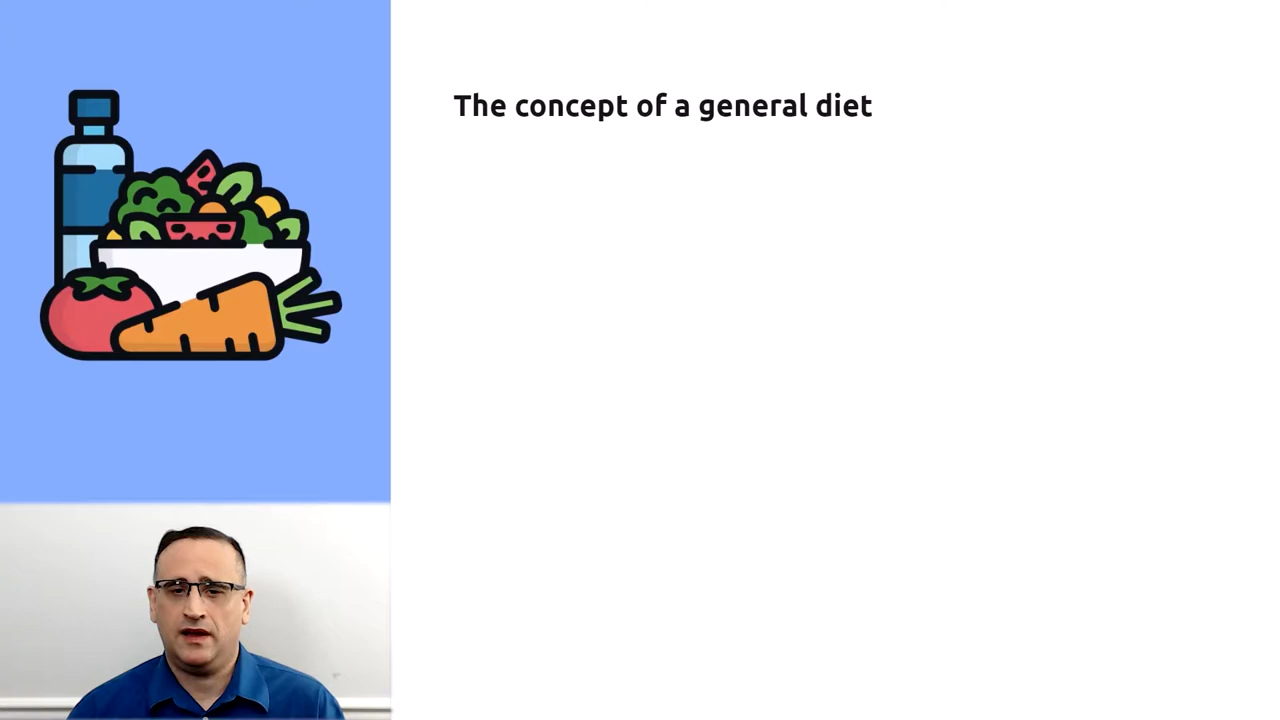 The concept of a general diet